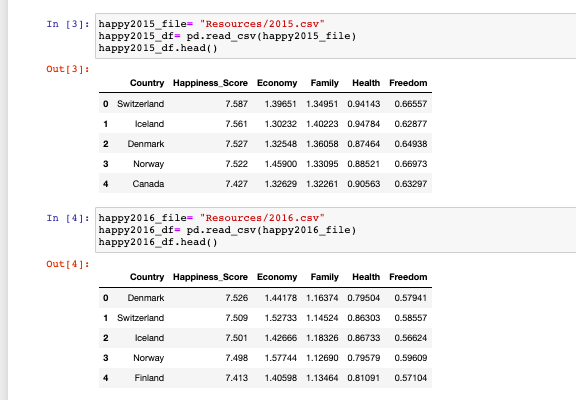 In [3]: happy2015_file= "Resources/2015.csv"
happy2015_df= pd.read_csv(happy2015_file)
happy2015_df.head()
Out[3]:
Country Happiness_Score Economy Family Health Freedom
0 Switzerland 7.587 1.39651 1.34951 0.94143 0.66557
1 Iceland 7.561 1.30232 1.40223 0.94784 0.62877
2 Denmark 7.527 1.32548 1.36058 0.87464 0.64938
3 Norway 7.522 1.45900 1.33095 0.88521 0.66973
4 Canada 7.427 1.32629 1.32261 0.90563 0.63297
In [4]: happy2016_file= "Resources/2016.csv"
happy2016_df= pd.read_csv(happy2016_file)
happy2016_df.head()
Out[4]:
Country Happiness_Score Economy Family Health Freedom
0 Denmark 7.526 1.44178 1.16374 0.79504 0.57941
1 Switzerland 7.509 1.52733 1.14524 0.86303 0.58557
2 Iceland 7.501 1.42666 1.18326 0.86733 0.56624
3 Norway 7.498 1.57744 1.12690 0.79579 0.59609
4 Finland 7.413 1.40598 1.13464 0.81091 0.57104